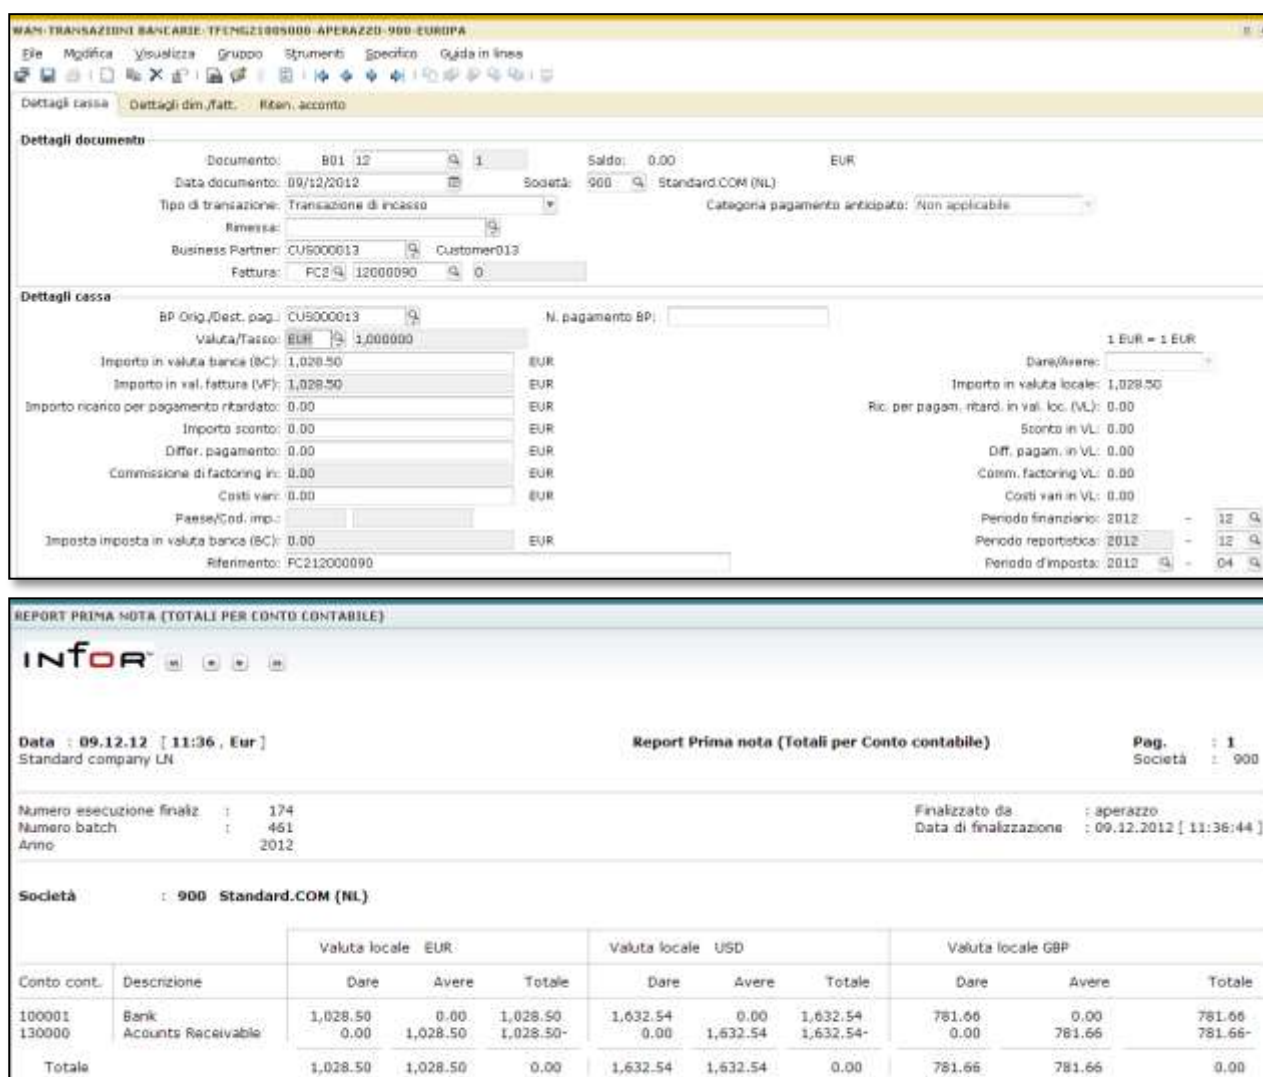 WAM-TRANSAZIONI BANCARIE-TFCMG2100S000-APERAZZO-900-EUROPA
File Modifica Visualizza Gruppo Strumenti Specifico Guida in linea
Dettagli cassa Dettagli dim./fatt. Riten. acconto
Dettagli documento
Documento: B01 12 1 Saldo: 0.00 EUR
Data documento: 09/12/2012 Società: 900 Standard.COM (NL)
Tipo di transazione: Transazione di incasso Categoria pagamento anticipato: Non applicabile
Rimessa:
Business Partner: CUS000013 Customer013
Fattura: FC2 12000090 0
Dettagli cassa
BP Orig./Dest. pag.: CUS000013 N. pagamento BP:
Valuta/Tasso: EUR 1,000000 1 EUR = 1 EUR
Importo in valuta banca (BC): 1,028.50 EUR Dare/Avere:
Importo in val. fattura (VF): 1,028.50 EUR Importo in valuta locale: 1,028.50
Importo ricarico per pagamento ritardato: 0.00 EUR Ric. per pagam. ritard. in val. loc. (VL): 0.00
Importo sconto: 0.00 EUR Sconto in VL: 0.00
Differ. pagamento: 0.00 EUR Diff. pagam. in VL: 0.00
Commissione di factoring in: 0.00 EUR Comm. factoring VL: 0.00
Costi vari: 0.00 EUR Costi vari in VL: 0.00
Paese/Cod. imp.: Periodo finanziario: 2012 - 12
Imposta imposta in valuta banca (BC): 0.00 EUR Periodo reportistica: 2012 - 12
Riferimento: FC212000090 Periodo d'imposta: 2012 - 04
REPORT PRIMA NOTA (TOTALI PER CONTO CONTABILE)
INFOR
Data : 09.12.12 [ 11:36 , Eur ] Report Prima nota (Totali per Conto contabile) Pag. : 1
Standard company LN Società : 900
Numero esecuzione finaliz : 174 Finalizzato da : aperazzo
Numero batch : 461 Data di finalizzazione : 09.12.2012 [ 11:36:44 ]
Anno 2012
Società : 900 Standard.COM (NL)
Valuta locale EUR Valuta locale USD Valuta locale GBP
Conto cont. Descrizione Dare Avere Totale Dare Avere Totale Dare Avere Totale
100001 Bank 1,028.50 0.00 1,028.50 1,632.54 0.00 1,632.54 781.66 0.00 781.66
130000 Acounts Receivable 0.00 1,028.50 1,028.50- 0.00 1,632.54 1,632.54- 0.00 781.66 781.66-
Totale 1,028.50 1,028.50 0.00 1,632.54 1,632.54 0.00 781.66 781.66 0.00